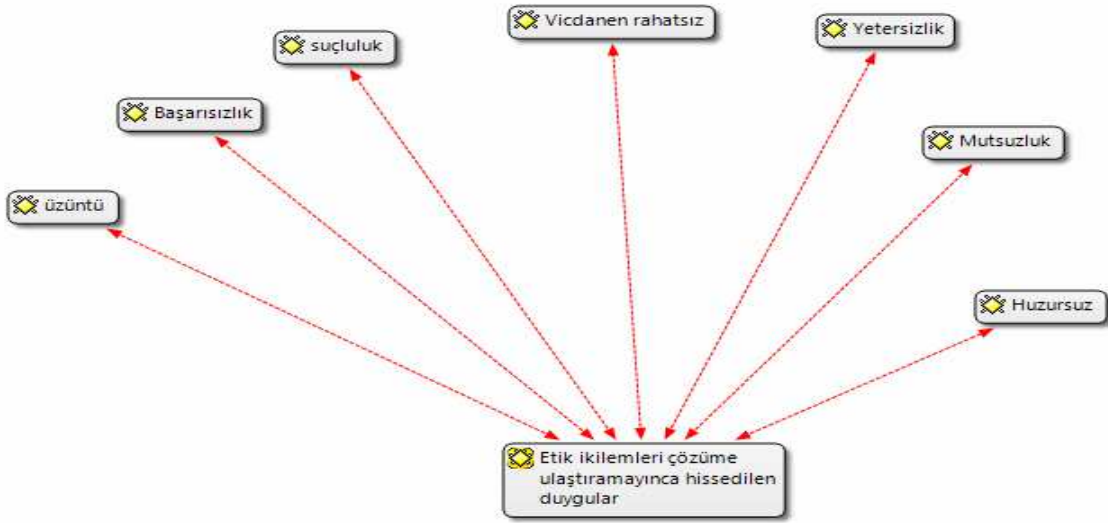 Vicdanen rahatsız
Yetersizlik
suçluluk
Başarısızlık
Mutsuzluk
üzüntü
Huzursuz
Etik ikilemleri çözüme
ulaştıramayınca hissedilen
duygular